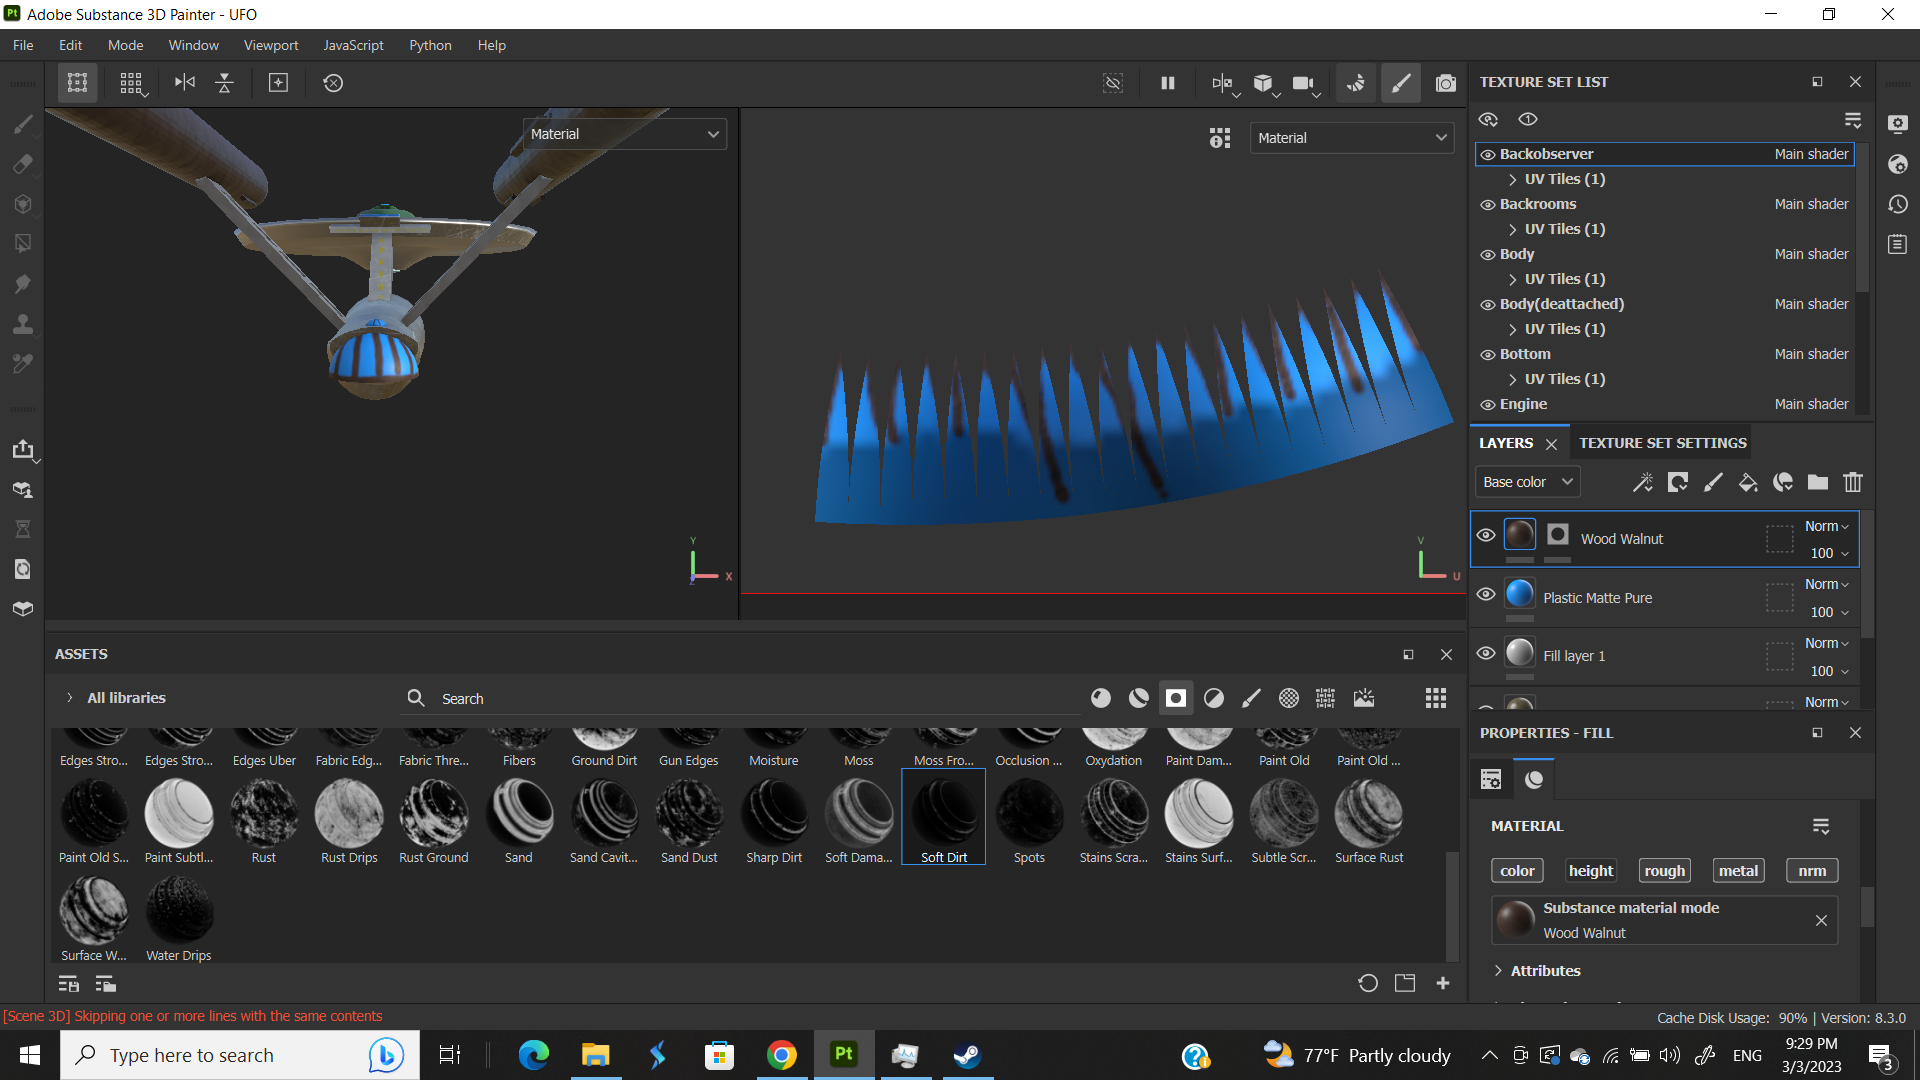 Pt Adobe Substance 3D Painter - UFO
File Edit Mode Window Viewport JavaScript Python Help
Material
Material
Y
X
Z
V
U
TEXTURE SET LIST
Backobserver Main shader
UV Tiles (1)
Backrooms Main shader
UV Tiles (1)
Body Main shader
UV Tiles (1)
Body(deattached) Main shader
UV Tiles (1)
Bottom Main shader
UV Tiles (1)
Engine Main shader
LAYERS TEXTURE SET SETTINGS
Base color
Norm
Wood Walnut
100
Norm
Plastic Matte Pure
100
Norm
Fill layer 1
100
Norm
ASSETS
All libraries Search
Edges Stro... Edges Stro... Edges Uber Fabric Edg... Fabric Thre... Fibers Ground Dirt Gun Edges Moisture Moss Moss Fro... Occlusion ... Oxydation Paint Dam... Paint Old Paint Old ...
Paint Old S... Paint Subtl... Rust Rust Drips Rust Ground Sand Sand Cavit... Sand Dust Sharp Dirt Soft Dama... Soft Dirt Spots Stains Scra... Stains Surf... Subtle Scr... Surface Rust
Surface W... Water Drips
PROPERTIES - FILL
MATERIAL
color height rough metal nrm
Substance material mode
Wood Walnut
Attributes
[Scene 3D] Skipping one or more lines with the same contents
Cache Disk Usage: 90% | Version: 8.3.0
Type here to search
Pt
77°F Partly cloudy
ENG
9:29 PM
3/3/2023
3